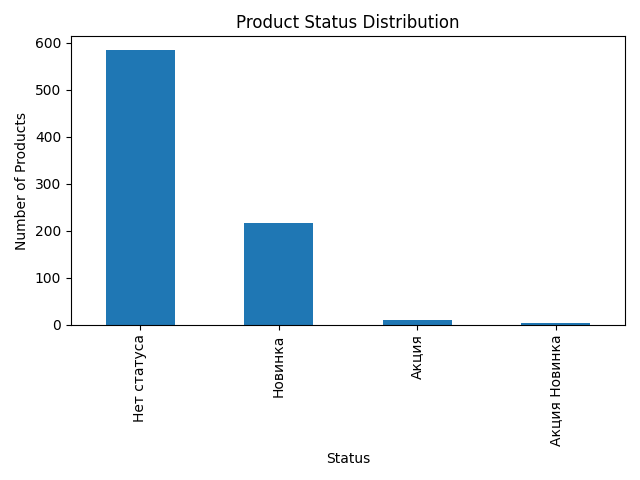 Product Status Distribution
600
500
400
300
200
100
0
Number of Products
Нет статуса
Новинка
Акция
Акция Новинка
Status